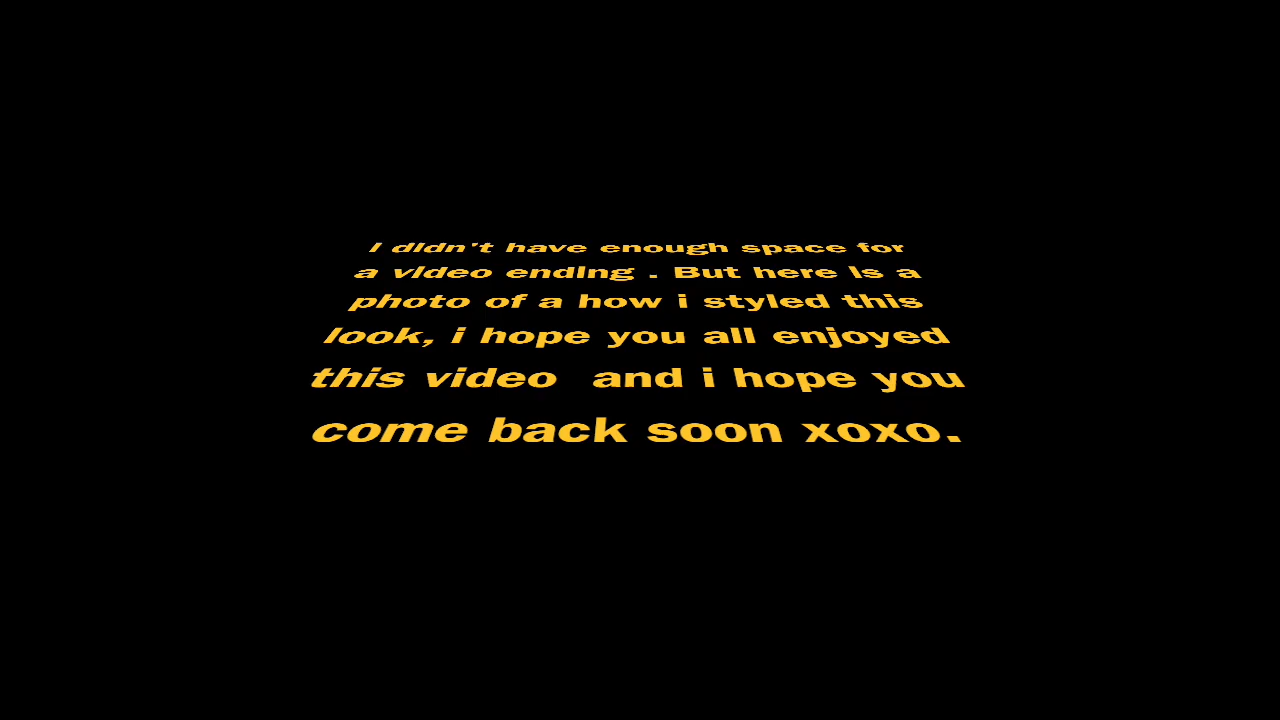 I didn't have enough space for
a video ending . But here is a
photo of a how i styled this
look, i hope you all enjoyed
this video  and i hope you
come back soon xoxo.